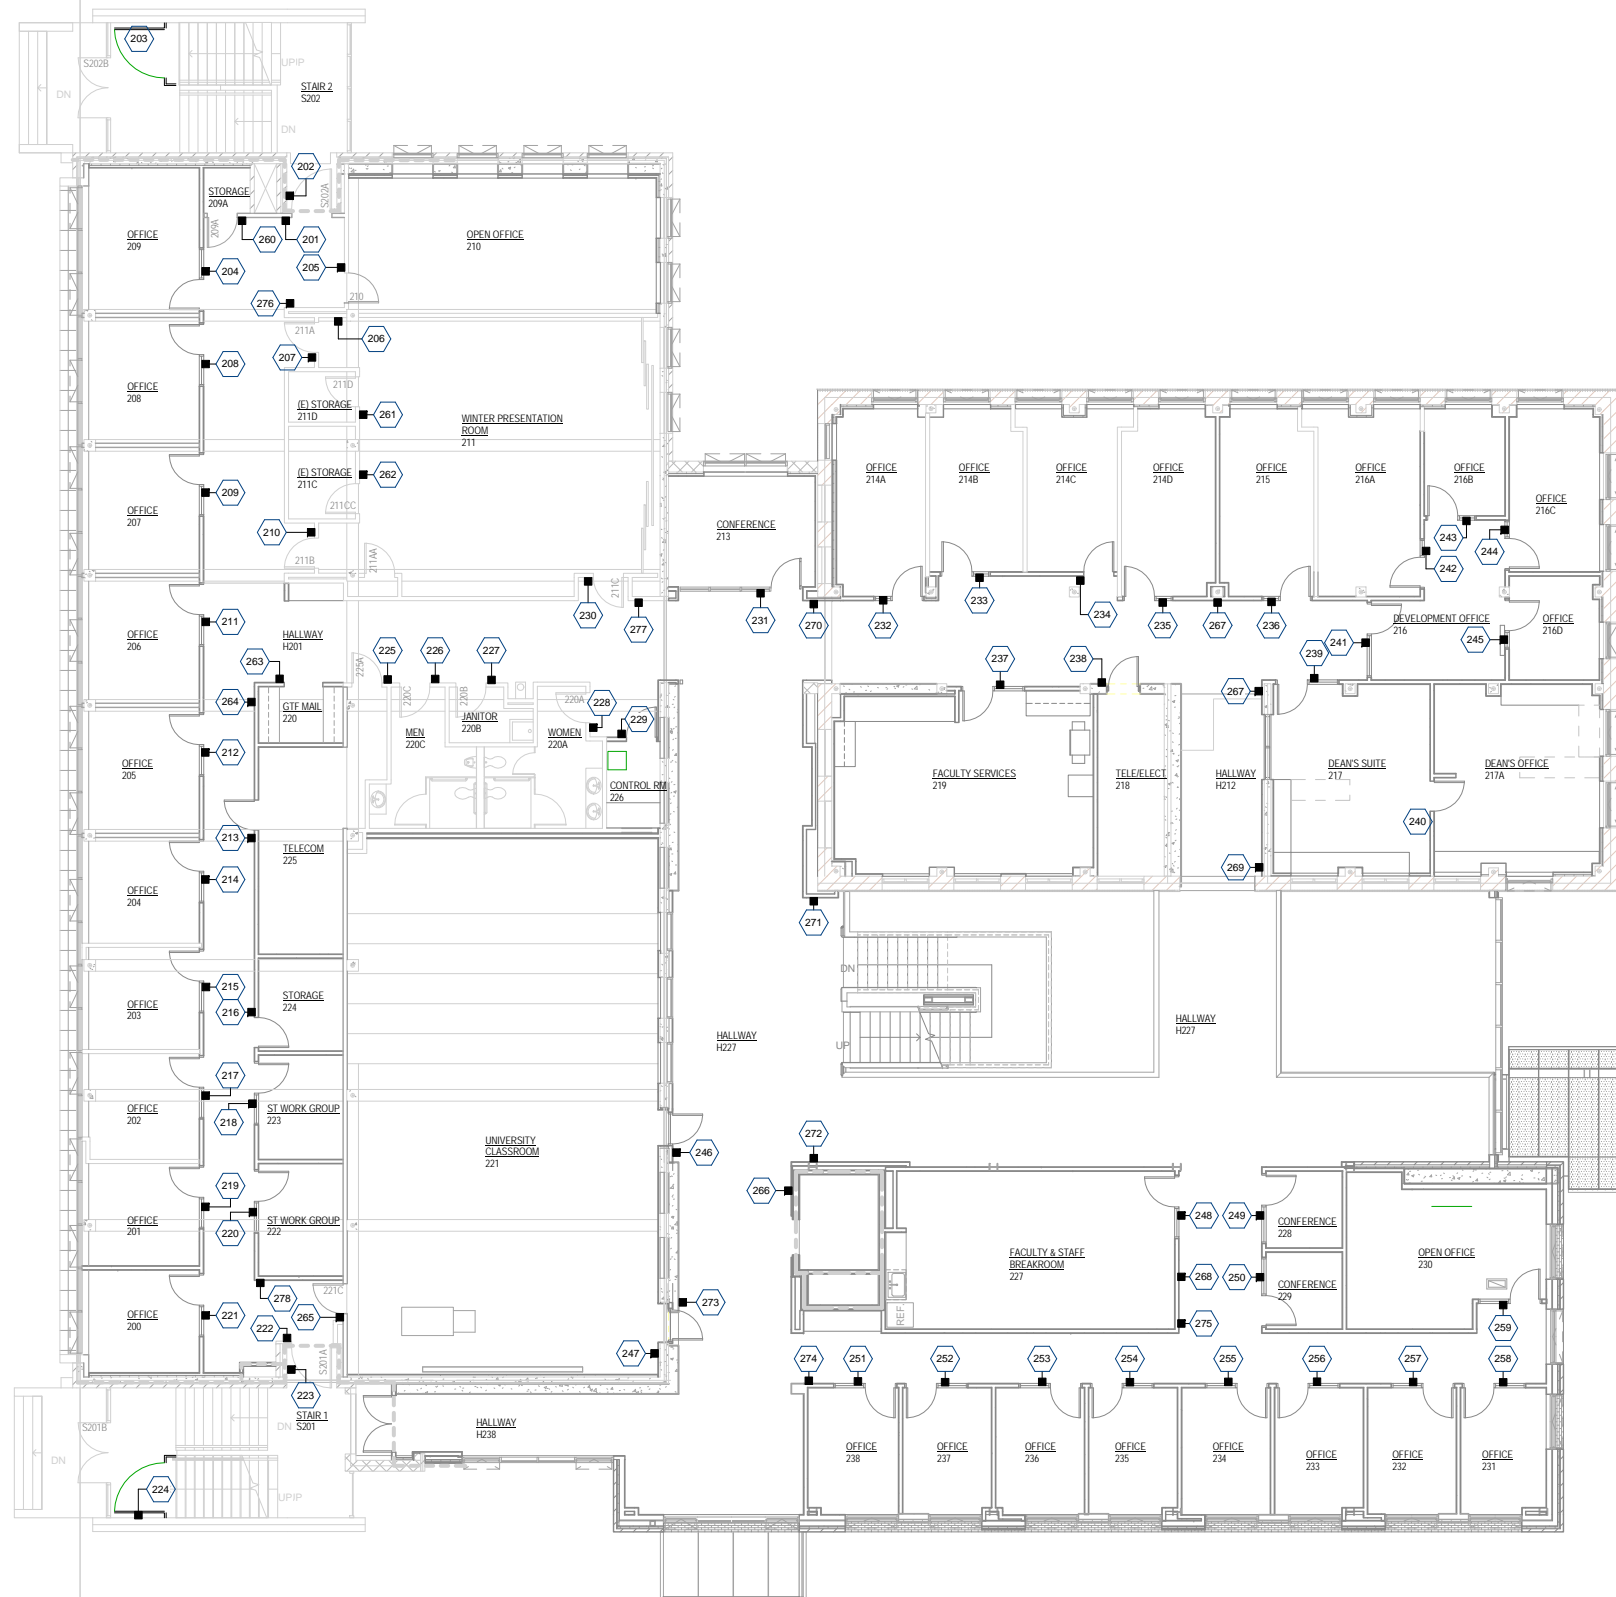 203
S202B
UP|P
DN
STAIR 2
S202
DN
202
STORAGE
209A
S202A
209A
OFFICE
209
OPEN OFFICE
210
260
201
204
205
276
210
211A
206
207
208
OFFICE
208
211D
(E) STORAGE
211D
261
WINTER PRESENTATION
ROOM
211
(E) STORAGE
211C
262
209
OFFICE
207
211CC
210
211B
211AA
211C
CONFERENCE
213
OFFICE
214A
OFFICE
214B
OFFICE
214C
OFFICE
214D
OFFICE
215
OFFICE
216A
OFFICE
216B
OFFICE
216C
243
244
242
OFFICE
206
211
HALLWAY
H201
230
277
231
270
232
233
234
235
267
236
241
DEVELOPMENT OFFICE
216
245
OFFICE
216D
263
225A
225
226
227
237
238
239
264
GTF MAIL
220
220C
220B
220A
228
229
267
MEN
220C
JANITOR
220B
WOMEN
220A
OFFICE
205
212
CONTROL RM
226
FACULTY SERVICES
219
TELE/ELECT
218
HALLWAY
H212
DEAN'S SUITE
217
DEAN'S OFFICE
217A
240
213
TELECOM
225
214
OFFICE
204
269
271
DN
UP
215
216
OFFICE
203
STORAGE
224
HALLWAY
H227
HALLWAY
H227
217
218
OFFICE
202
ST WORK GROUP
223
UNIVERSITY
CLASSROOM
221
246
272
266
219
220
OFFICE
201
ST WORK GROUP
222
248
249
CONFERENCE
228
FACULTY & STAFF
BREAKROOM
227
OPEN OFFICE
230
268
250
CONFERENCE
229
REF.
275
259
OFFICE
200
221
278
221C
265
222
273
247
223
S201A
STAIR 1
S201
S201B
DN
DN
UP|P
224
HALLWAY
H238
274
251
252
253
254
255
256
257
258
OFFICE
238
OFFICE
237
OFFICE
236
OFFICE
235
OFFICE
234
OFFICE
233
OFFICE
232
OFFICE
231